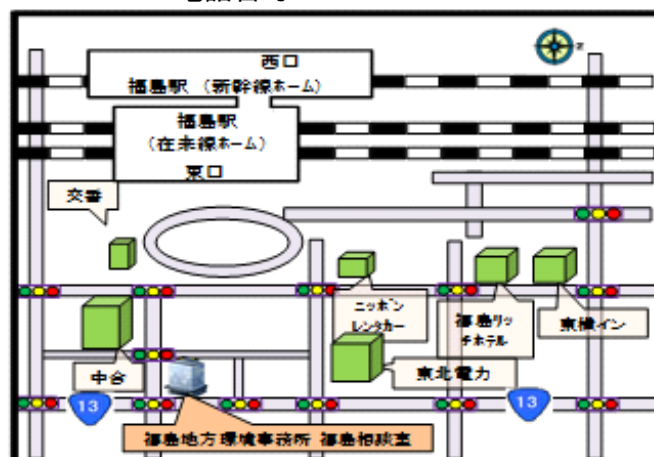 西口
福島駅 (新幹線ホーム)
福島駅
(在来線ホーム)
東口
交番
ニッポン
レンタカー
福島リッ
チホテル
東横イン
中合
東北電力
13
13
福島地方環境事務所 福島相談室